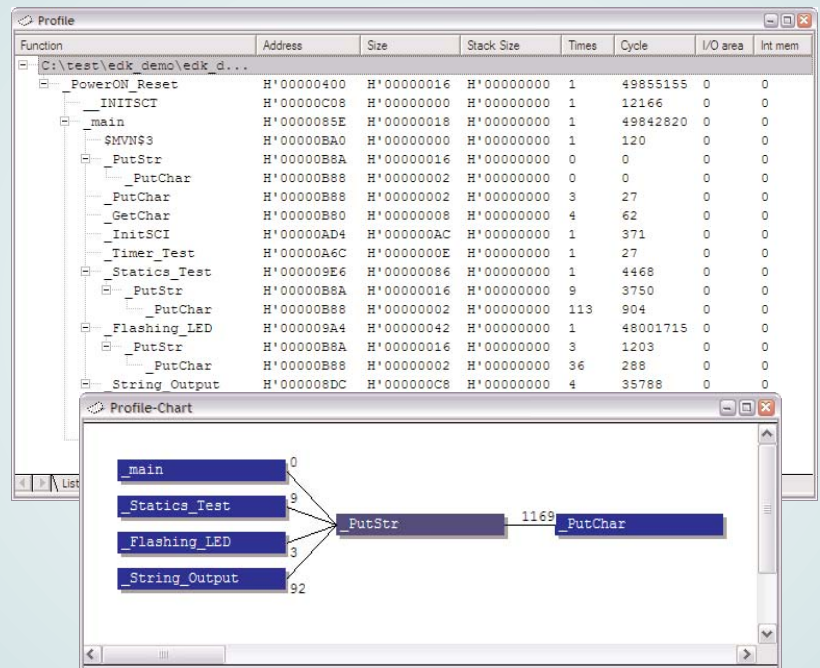 Profile
Function Address Size Stack Size Times Cycle I/O area Int mem
C:\test\edk_demo\edk_d...
_PowerON_Reset H'00000400 H'00000016 H'00000000 1 49855155 0 0
__INITSCT H'00000C08 H'00000000 H'00000000 1 12166 0 0
_main H'0000085E H'00000018 H'00000000 1 49842820 0 0
$MVN$3 H'00000BA0 H'00000000 H'00000000 1 120 0 0
_PutStr H'00000B8A H'00000016 H'00000000 0 0 0 0
_PutChar H'00000B88 H'00000002 H'00000000 0 0 0 0
_PutChar H'00000B88 H'00000002 H'00000000 3 27 0 0
_GetChar H'00000B80 H'00000008 H'00000000 4 62 0 0
_InitSCI H'00000AD4 H'000000AC H'00000000 1 371 0 0
_Timer_Test H'00000A6C H'0000000E H'00000000 1 27 0 0
_Statics_Test H'000009E6 H'00000086 H'00000000 1 4468 0 0
_PutStr H'00000B8A H'00000016 H'00000000 9 3750 0 0
_PutChar H'00000B88 H'00000002 H'00000000 113 904 0 0
_Flashing_LED H'000009A4 H'00000042 H'00000000 1 48001715 0 0
_PutStr H'00000B8A H'00000016 H'00000000 3 1203 0 0
_PutChar H'00000B88 H'00000002 H'00000000 36 288 0 0
_String_Output H'000008DC H'000000C8 H'00000000 4 35788 0 0
List
Profile-Chart
_main 0
_Statics_Test 9
_PutStr 1169 _PutChar
_Flashing_LED 3
_String_Output 92